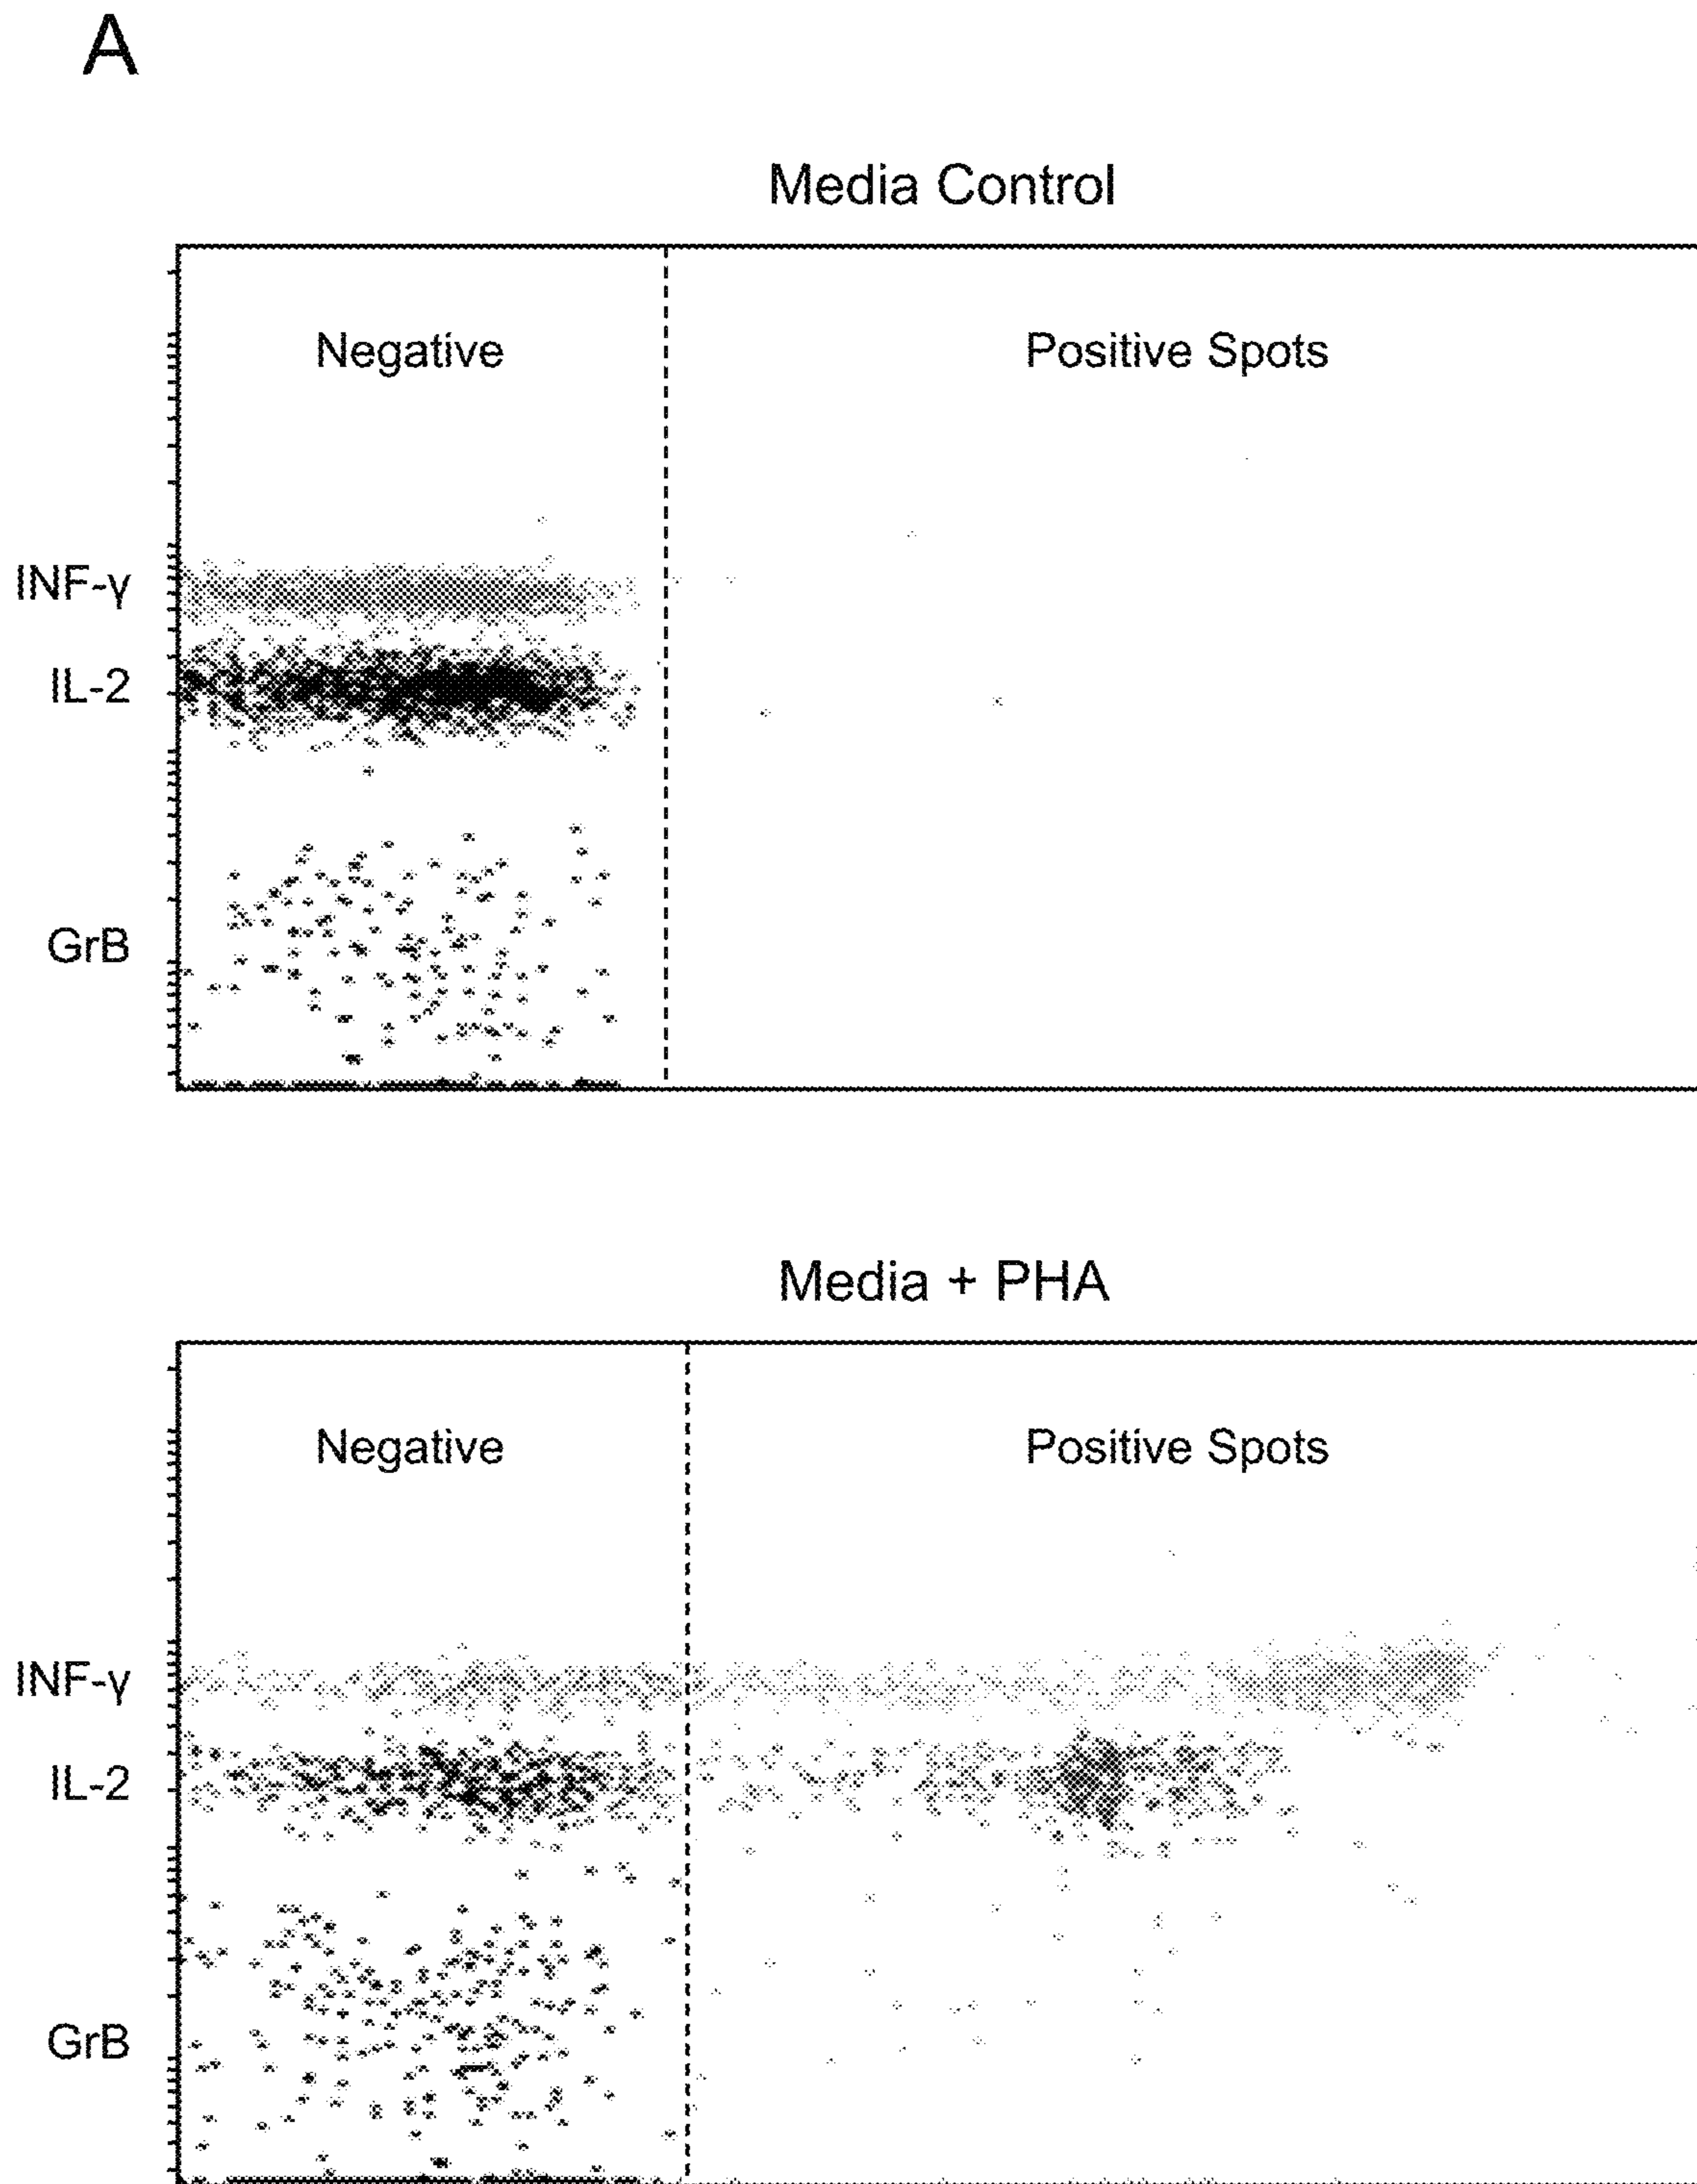 A
Media Control
Negative
Positive Spots
INF-γ
IL-2
GrB
Media + PHA
Negative
Positive Spots
INF-γ
IL-2
GrB